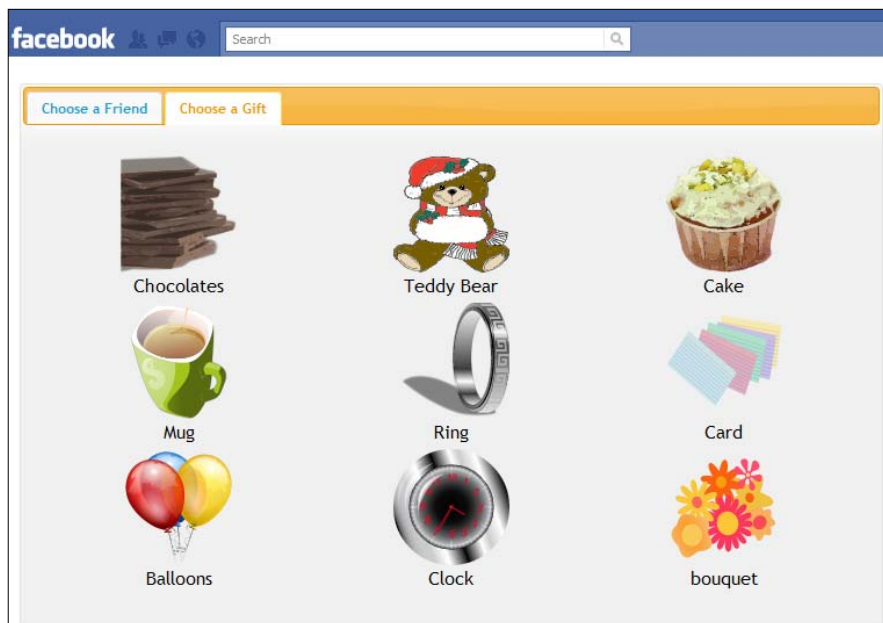 facebook Search
Choose a Friend Choose a Gift
Chocolates Teddy Bear Cake
Mug Ring Card
Balloons Clock bouquet